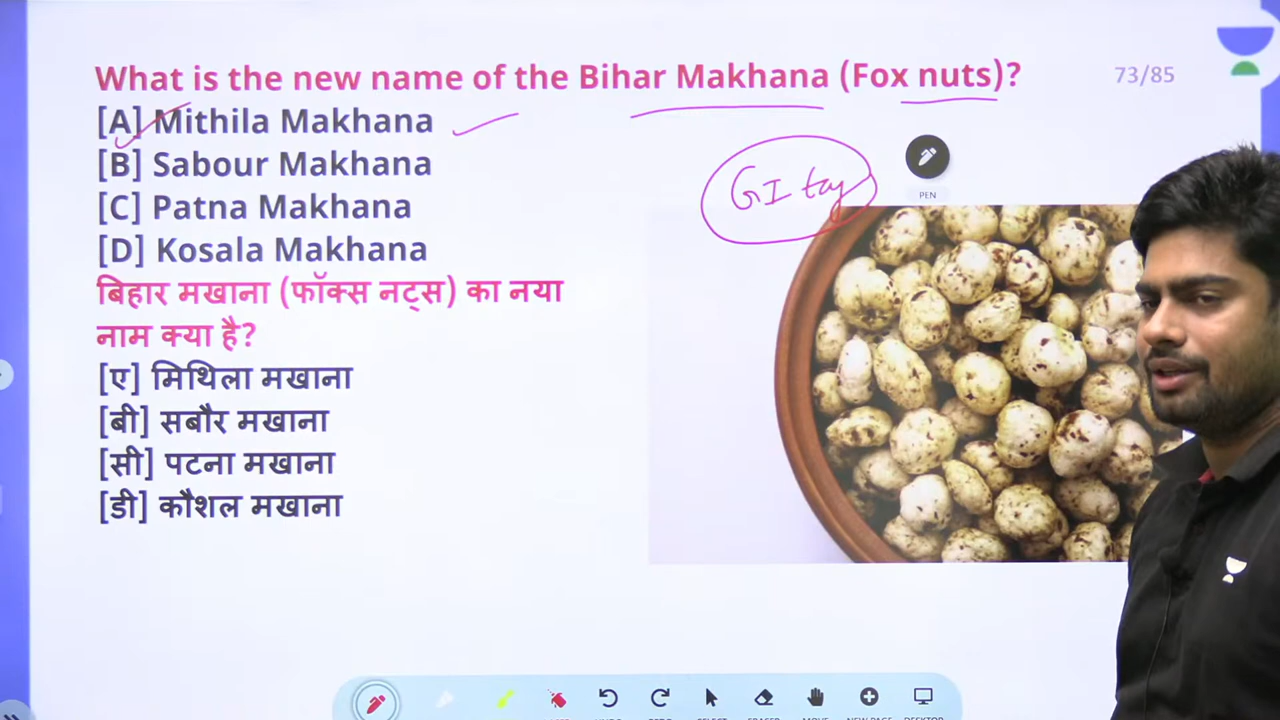 What is the new name of the Bihar Makhana (Fox nuts)?
73/85
[A] Mithila Makhana
[B] Sabour Makhana
[C] Patna Makhana
[D] Kosala Makhana
GI tag
PEN
बिहार मखाना (फॉक्स नट्स) का नया
नाम क्या है?
[ए] मिथिला मखाना
[बी] सबौर मखाना
[सी] पटना मखाना
[डी] कौशल मखाना